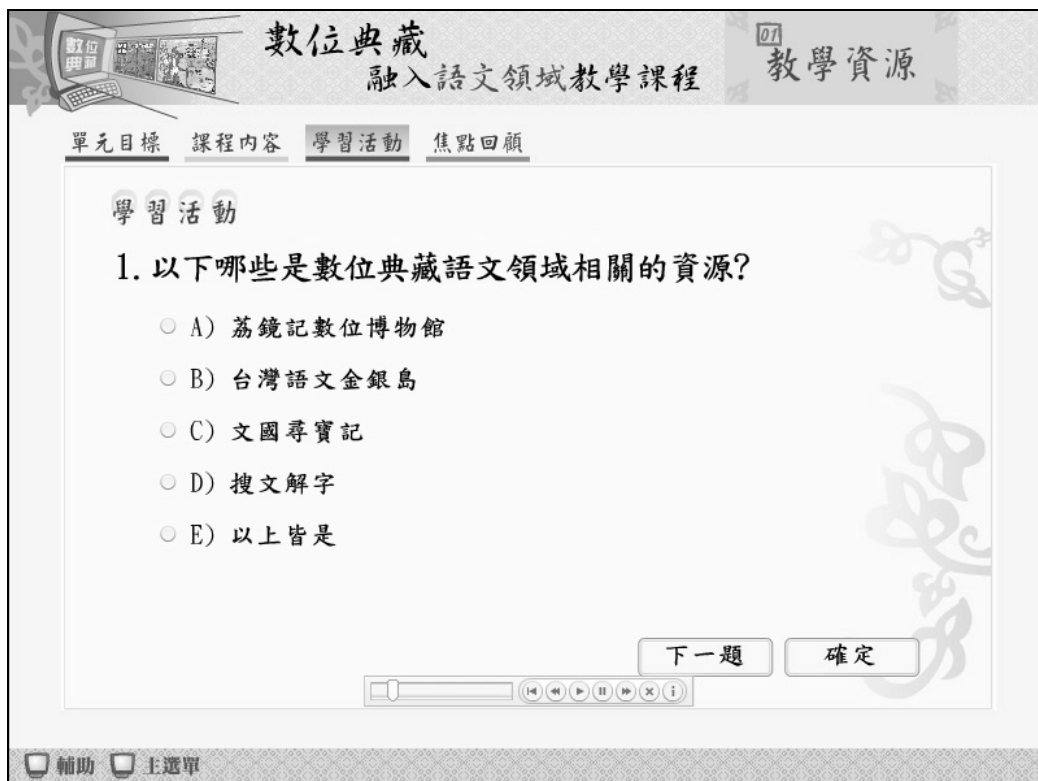 數位
典藏
數位典藏
融入語文領域教學課程
01
教學資源
單元目標 課程內容 學習活動 焦點回顧
學習活動
1. 以下哪些是數位典藏語文領域相關的資源?
A) 荔鏡記數位博物館
B) 台灣語文金銀島
C) 文國尋寶記
D) 搜文解字
E) 以上皆是
下一題 確定
輔助 主選單